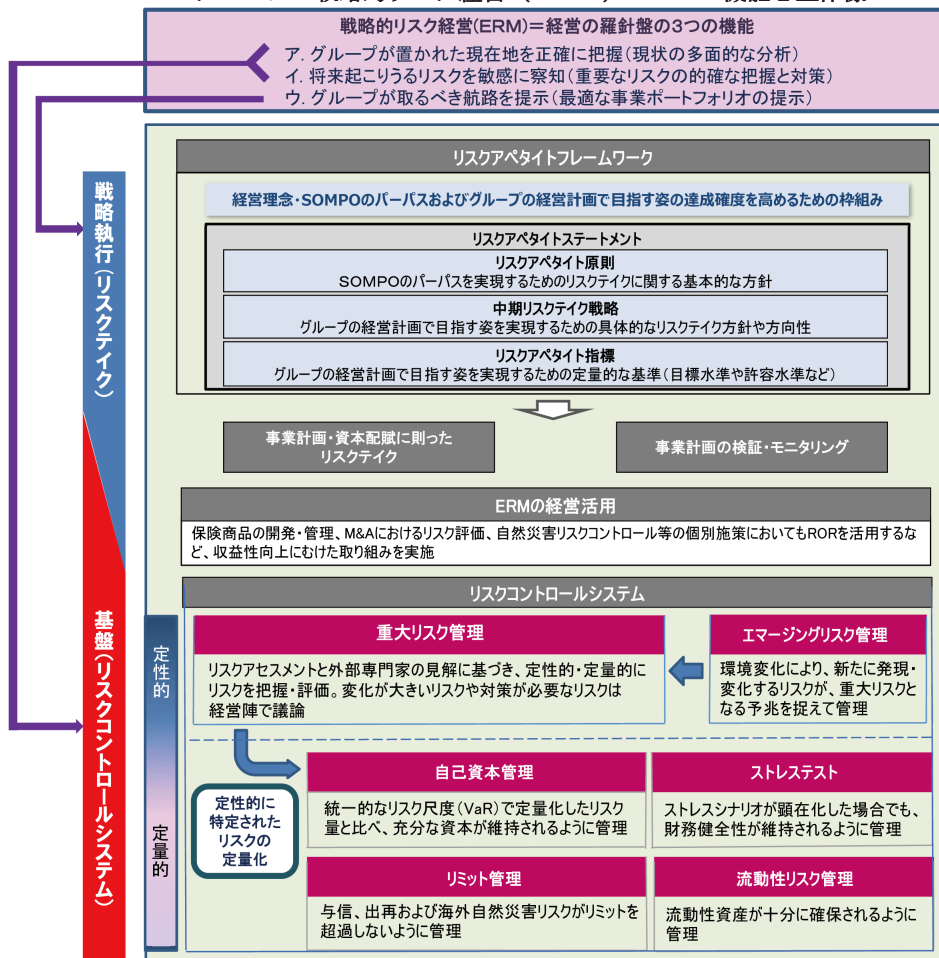 戦略的リスク経営(ERM)＝経営の羅針盤の3つの機能
ア. グループが置かれた現在地を正確に把握(現状の多面的な分析)
イ. 将来起こりうるリスクを敏感に察知(重要なリスクの的確な把握と対策)
ウ. グループが取るべき航路を提示(最適な事業ポートフォリオの提示)
戦略執行(リスクテイク)
リスクアペタイトフレームワーク
経営理念・SOMPOのパーパスおよびグループの経営計画で目指す姿の達成確度を高めるための枠組み
リスクアペタイトステートメント
リスクアペタイト原則
SOMPOのパーパスを実現するためのリスクテイクに関する基本的な方針
中期リスクテイク戦略
グループの経営計画で目指す姿を実現するための具体的なリスクテイク方針や方向性
リスクアペタイト指標
グループの経営計画で目指す姿を実現するための定量的な基準(目標水準や許容水準など)
事業計画・資本配賦に則った
リスクテイク
事業計画の検証・モニタリング
ERMの経営活用
保険商品の開発・管理、M&Aにおけるリスク評価、自然災害リスクコントロール等の個別施策においてもRORを活用するな
ど、収益性向上にむけた取り組みを実施
基盤(リスクコントロールシステム)
リスクコントロールシステム
定性的
定量的
重大リスク管理
リスクアセスメントと外部専門家の見解に基づき、定性的・定量的に
リスクを把握・評価。変化が大きいリスクや対策が必要なリスクは
経営陣で議論
エマージングリスク管理
環境変化により、新たに発現・
変化するリスクが、重大リスクと
なる予兆を捉えて管理
定性的に
特定された
リスクの
定量化
自己資本管理
統一的なリスク尺度(VaR)で定量化したリスク
量と比べ、充分な資本が維持されるように管理
ストレステスト
ストレスシナリオが顕在化した場合でも、
財務健全性が維持されるように管理
リミット管理
与信、出再および海外自然災害リスクがリミットを
超過しないように管理
流動性リスク管理
流動性資産が十分に確保されるように
管理